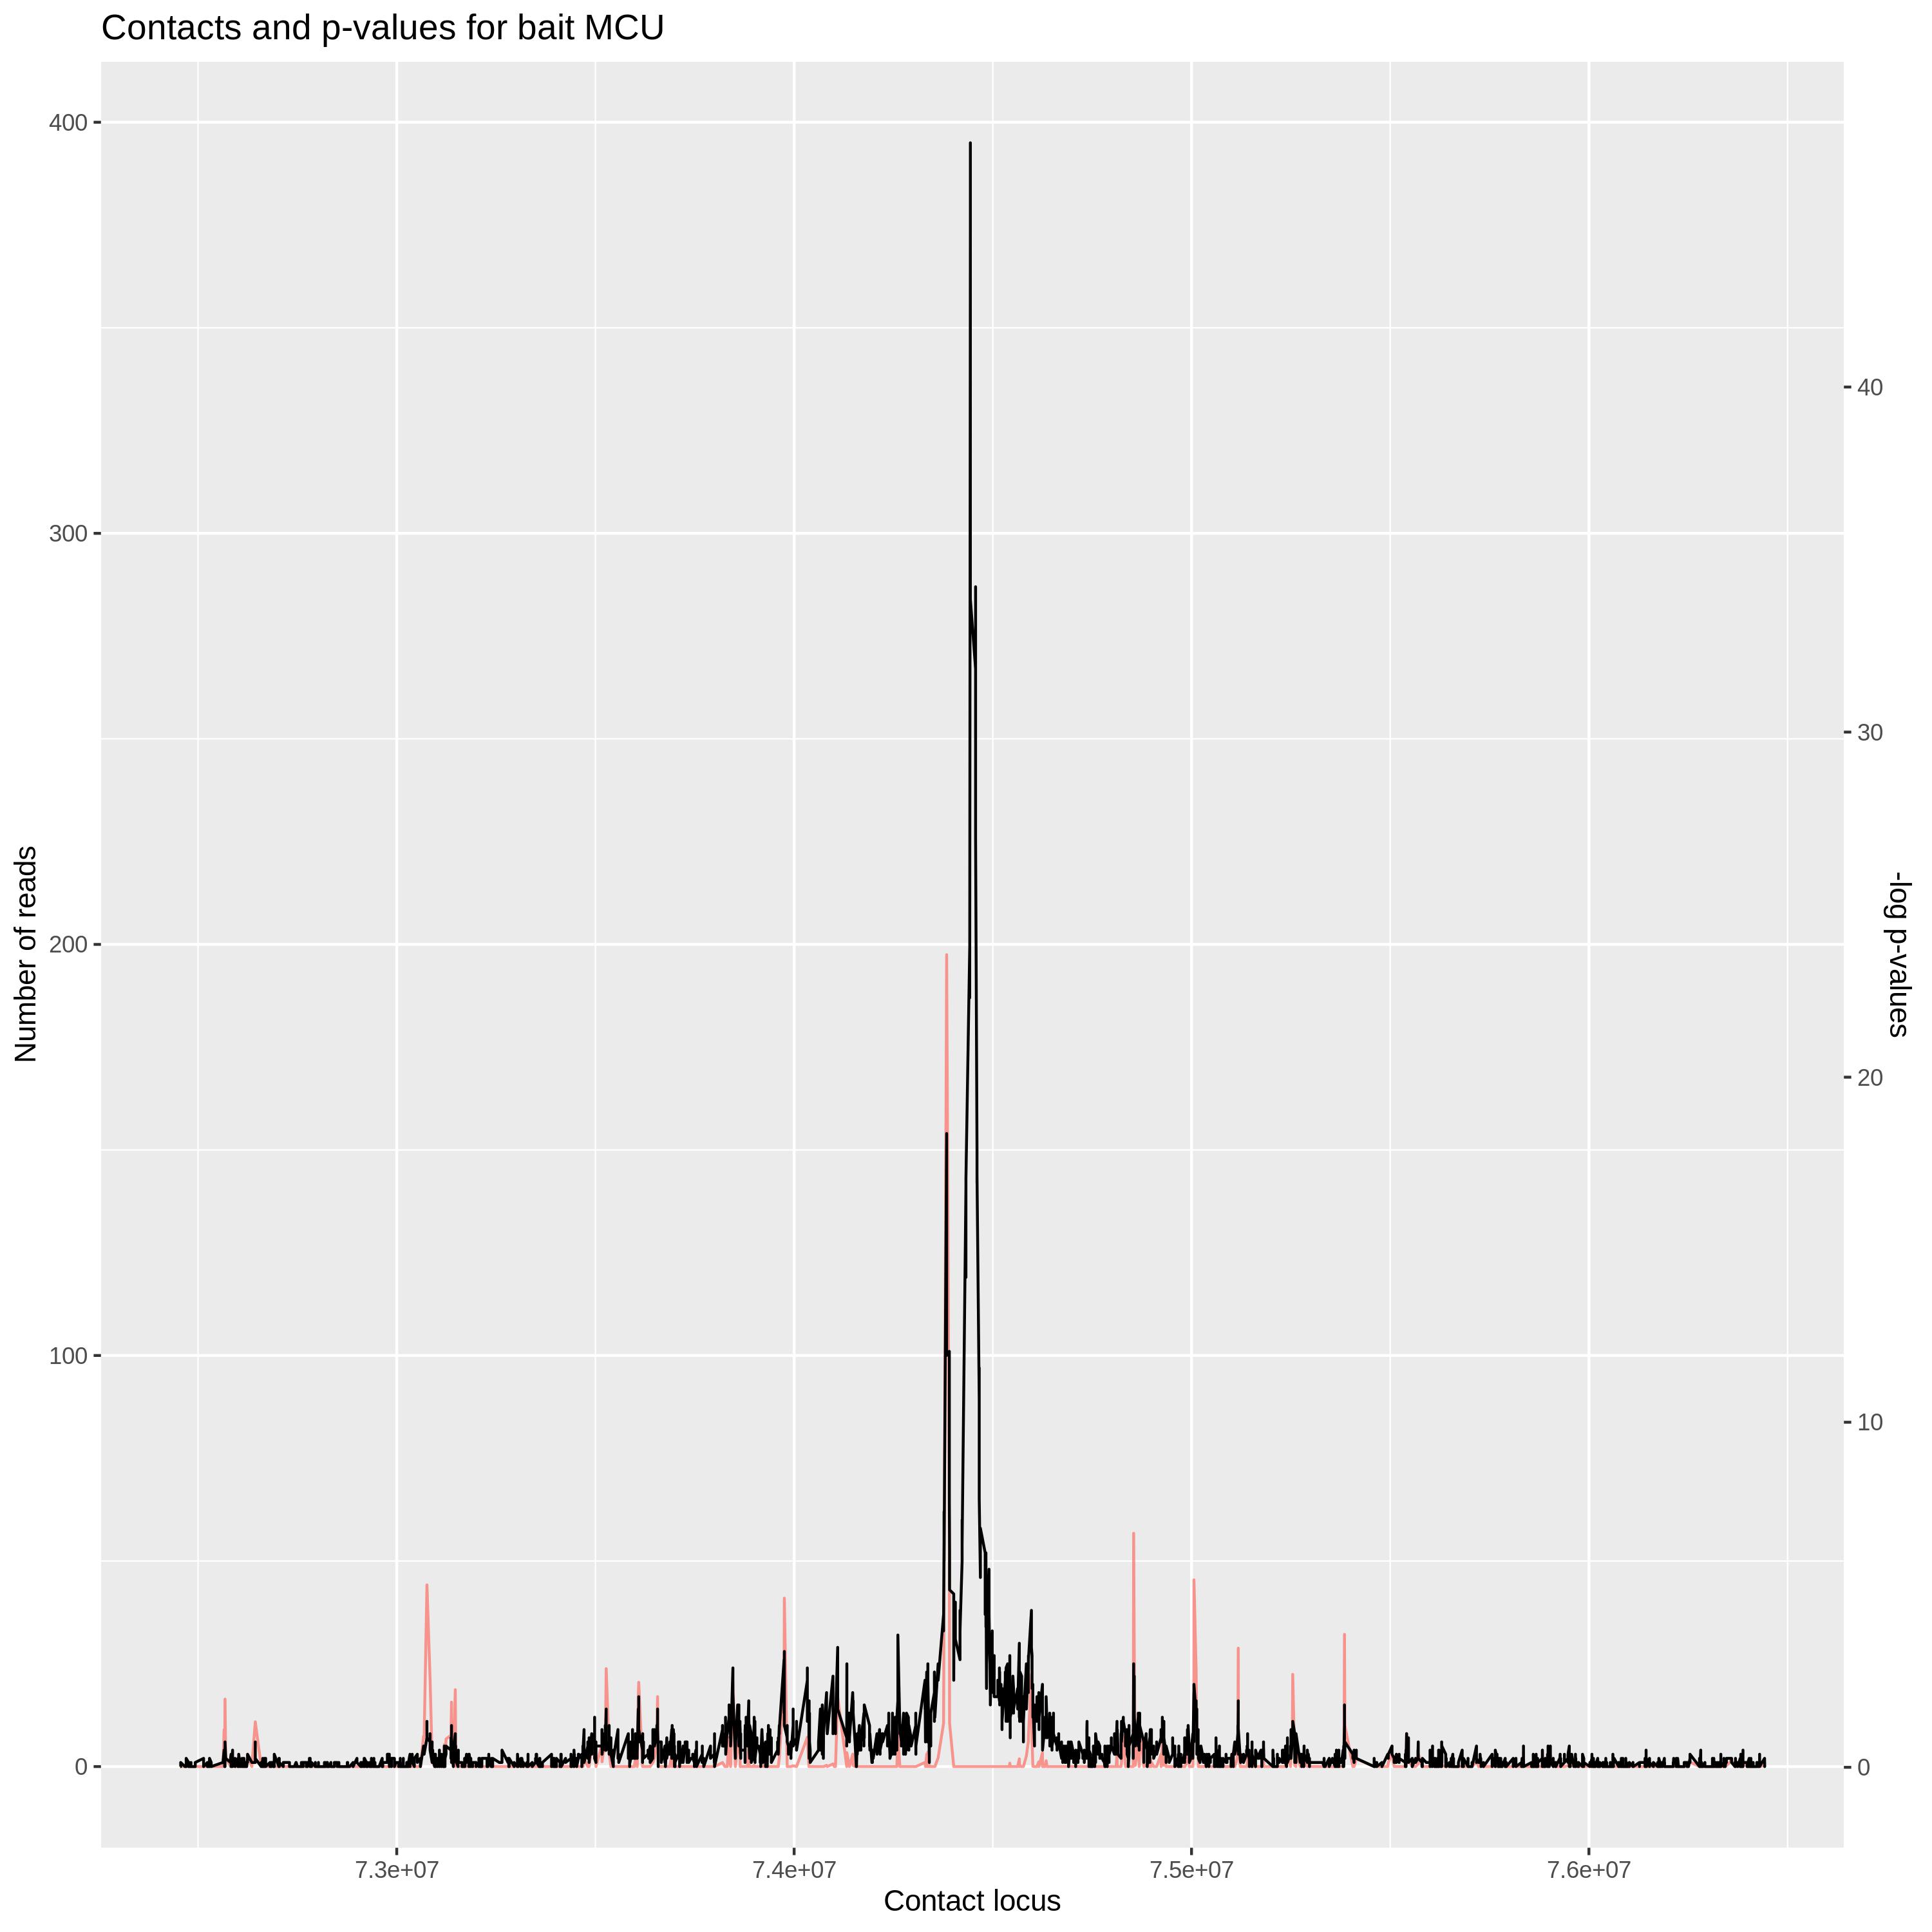 Contacts and p-values for bait MCU
Number of reads
400
300
200
100
0
40
30
20
10
0
-log p-values
7.3e+07
7.4e+07
7.5e+07
7.6e+07
Contact locus